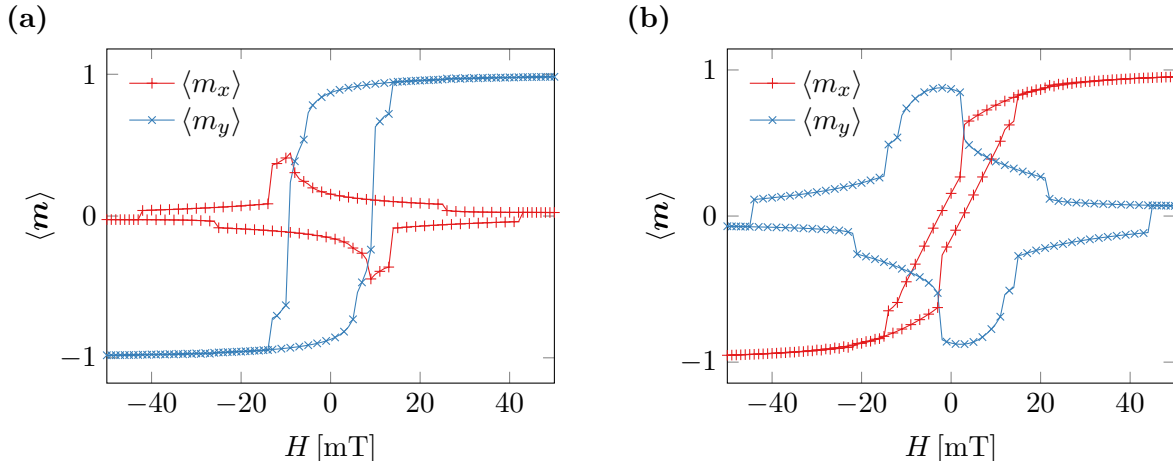 (a)
⟨m_x⟩
⟨m_y⟩
1
0
−1
⟨m⟩
−40 −20 0 20 40
H [mT]
(b)
⟨m_x⟩
⟨m_y⟩
1
0
−1
⟨m⟩
−40 −20 0 20 40
H [mT]